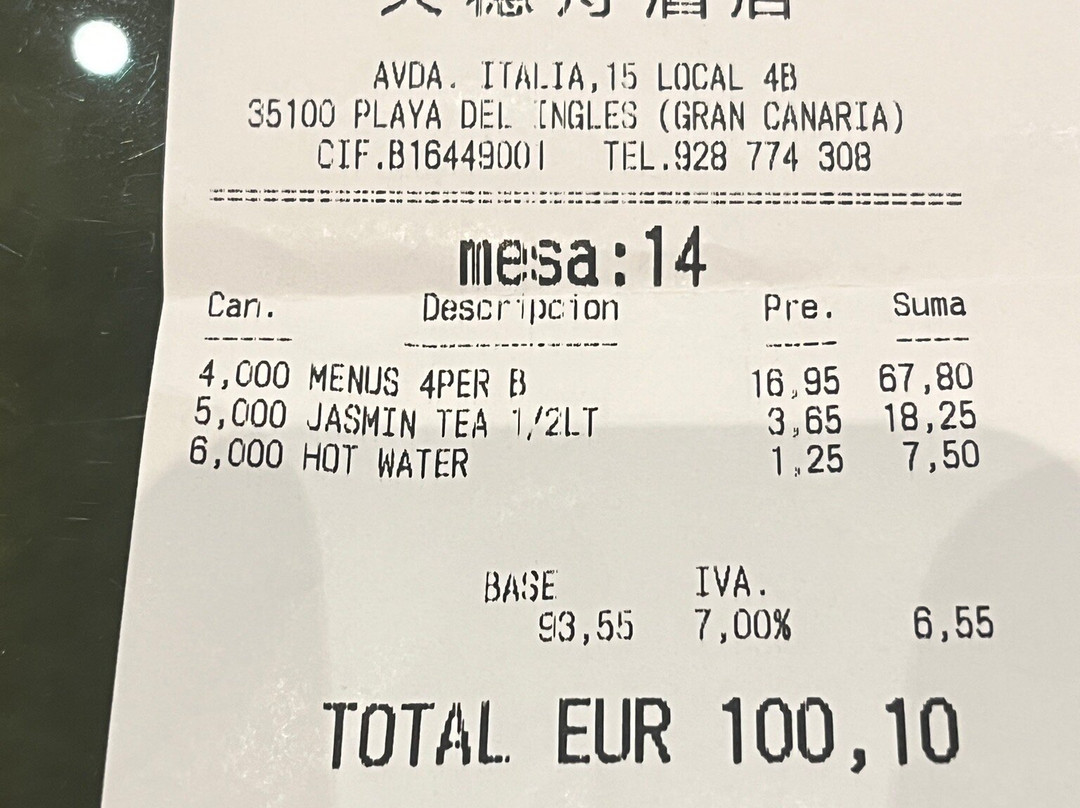 酒店
AVDA. ITALIA,15 LOCAL 4B
35100 PLAYA DEL INGLES (GRAN CANARIA)
CIF.B16449001 TEL.928 774 308
mesa:14
Can. Descripcion Pre. Suma
4,000 MENUS 4PER B 16,95 67,80
5,000 JASMIN TEA 1/2LT 3,65 18,25
6,000 HOT WATER 1,25 7,50
BASE IVA.
93,55 7,00% 6,55
TOTAL EUR 100,10